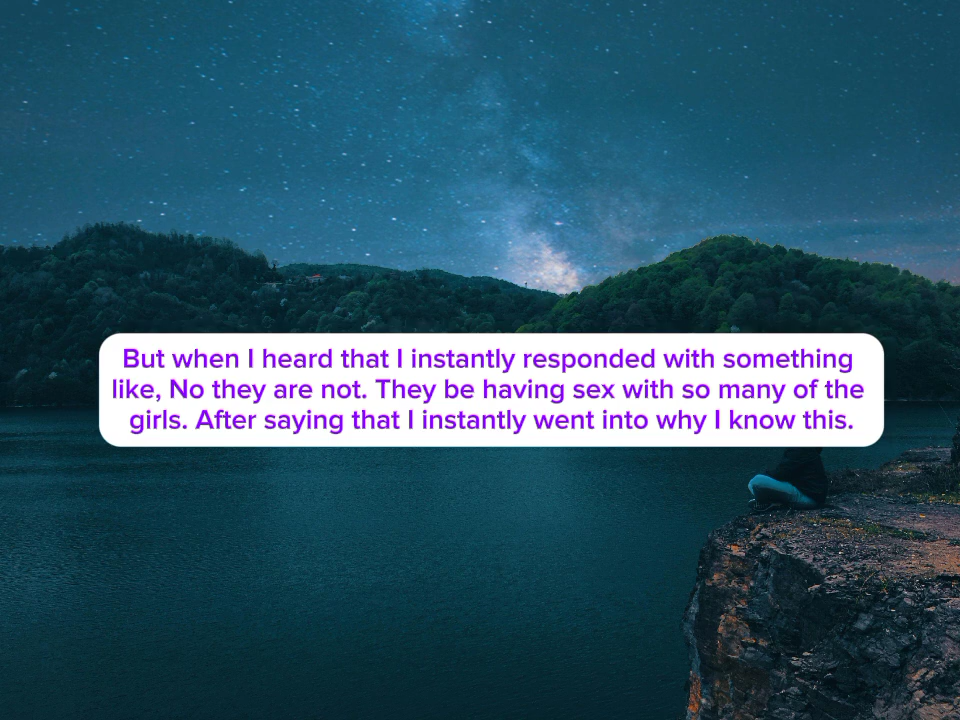 But when I heard that I instantly responded with something
like, No they are not. They be having sex with so many of the
girls. After saying that I instantly went into why I know this.